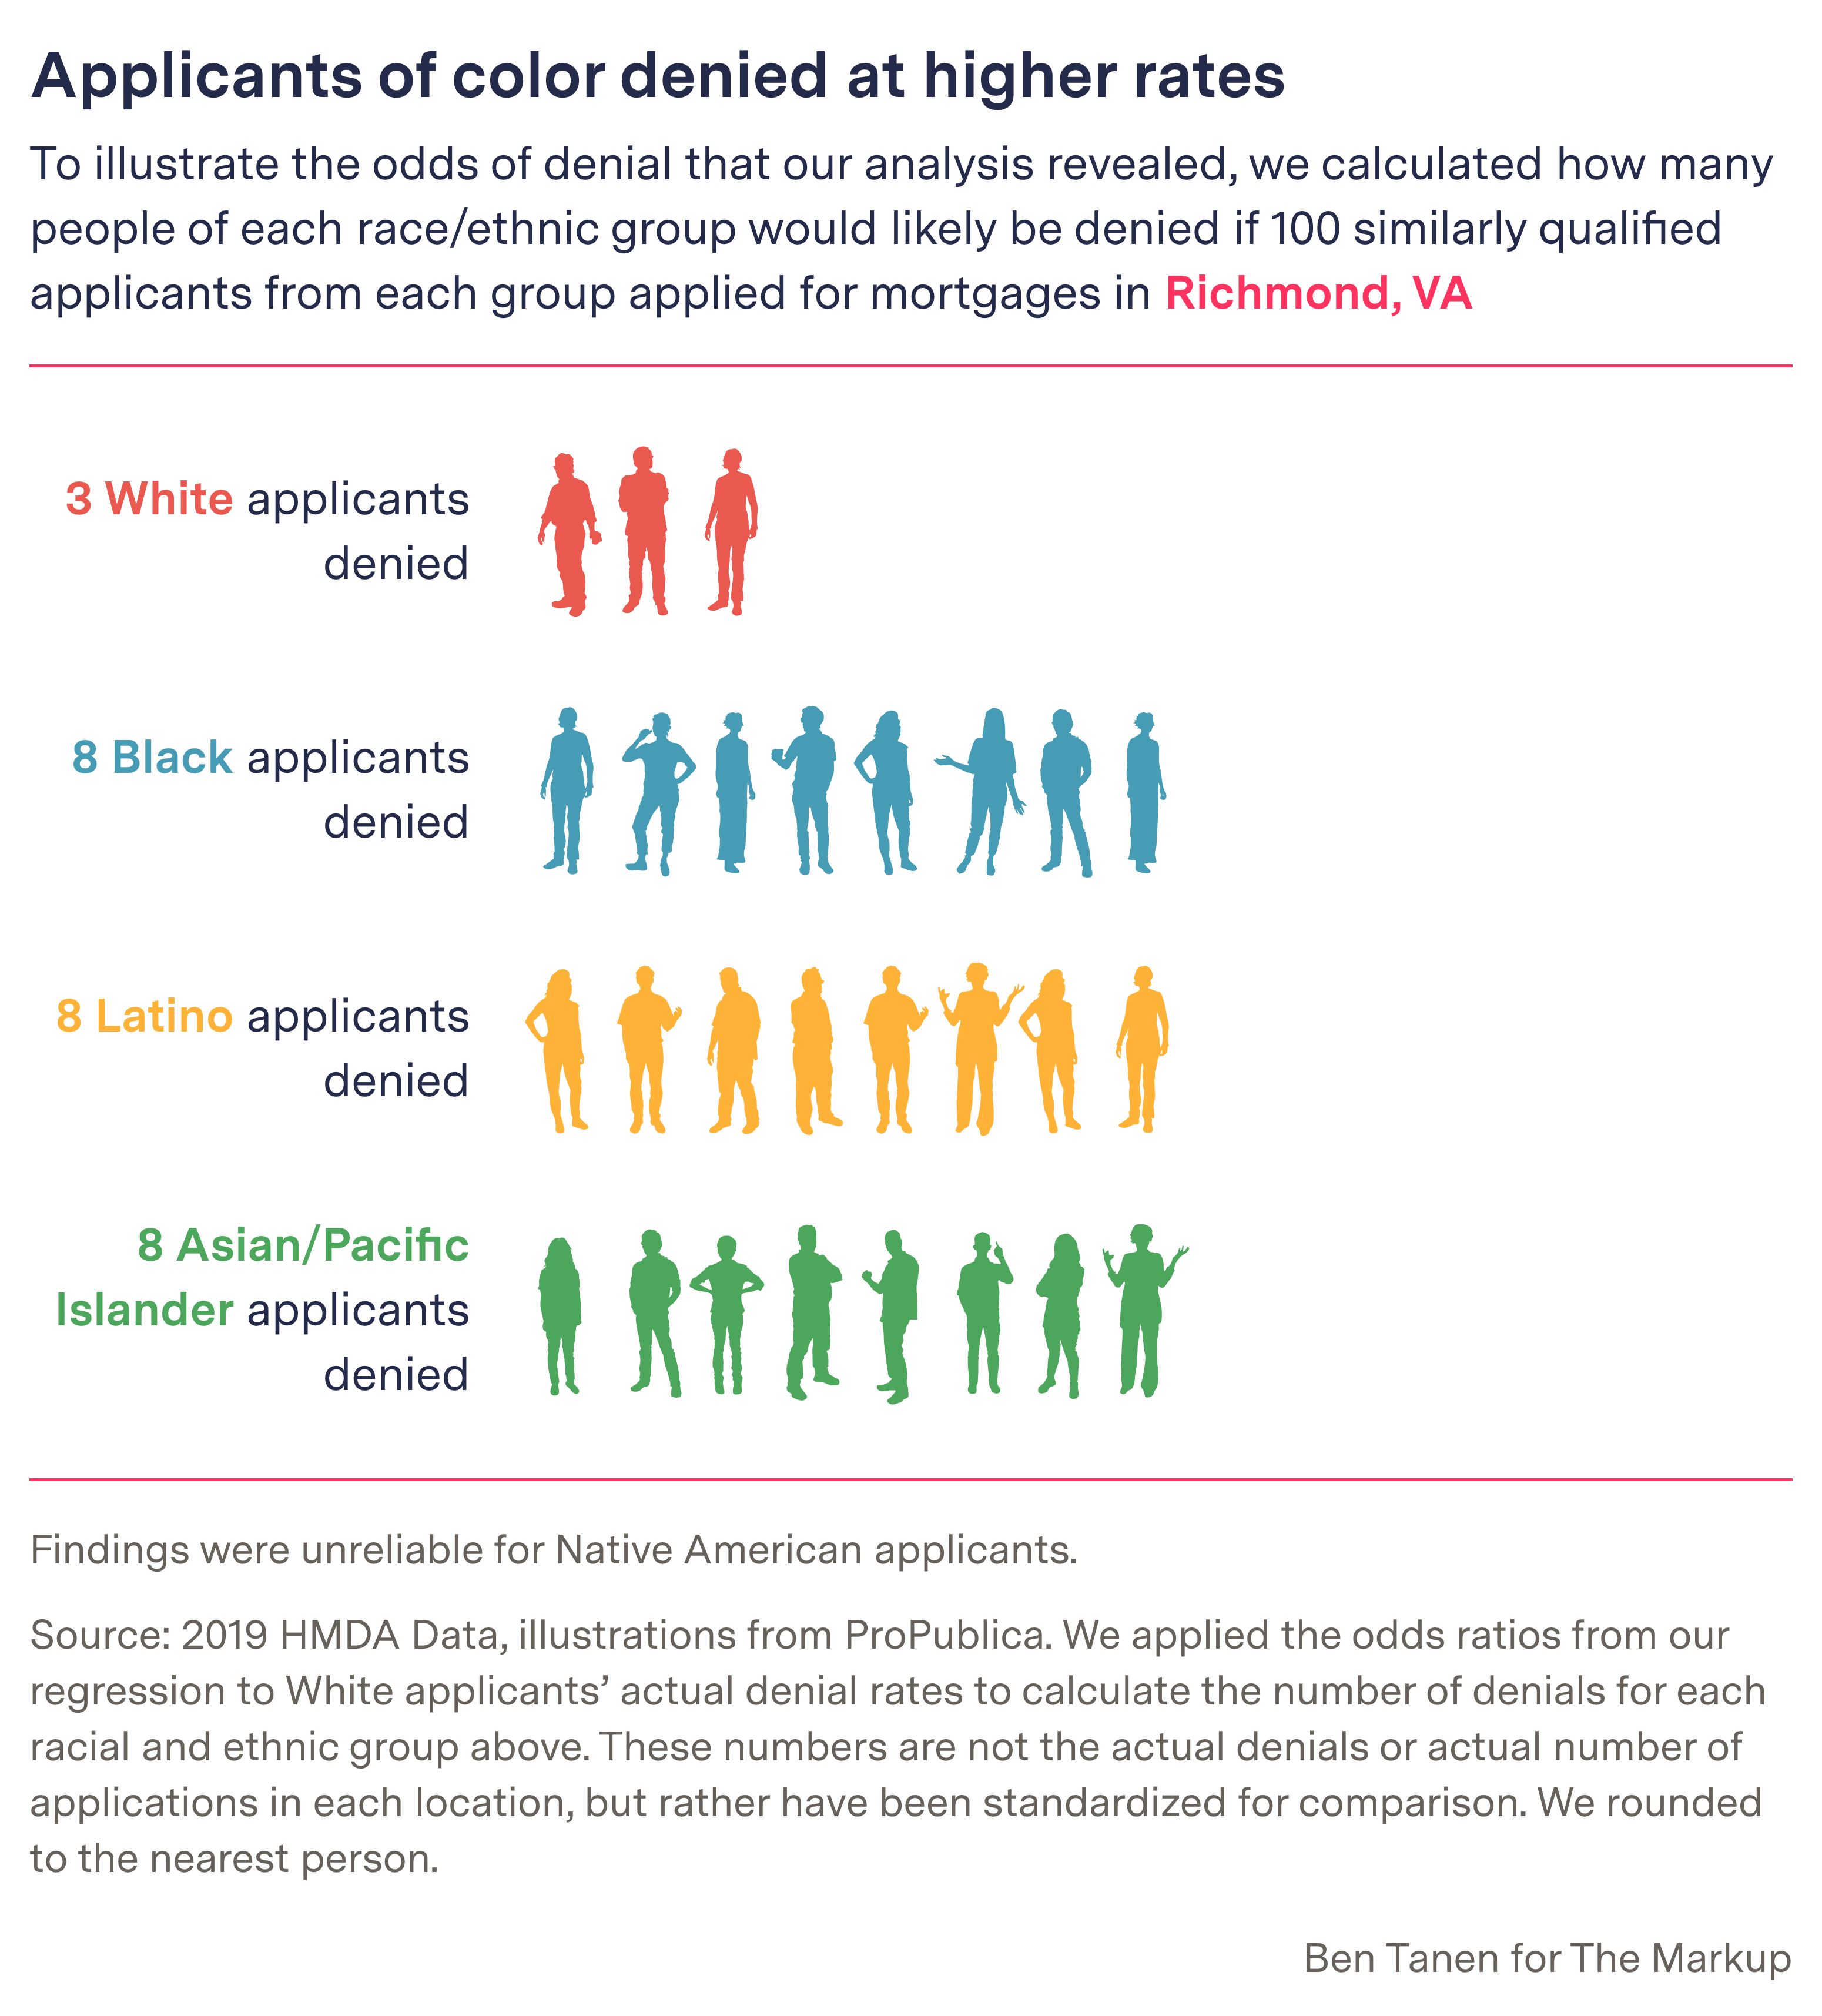 Applicants of color denied at higher rates
To illustrate the odds of denial that our analysis revealed, we calculated how many
people of each race/ethnic group would likely be denied if 100 similarly qualified
applicants from each group applied for mortgages in Richmond, VA
3 White applicants
denied
8 Black applicants
denied
8 Latino applicants
denied
8 Asian/Pacific
Islander applicants
denied
Findings were unreliable for Native American applicants.
Source: 2019 HMDA Data, illustrations from ProPublica. We applied the odds ratios from our
regression to White applicants’ actual denial rates to calculate the number of denials for each
racial and ethnic group above. These numbers are not the actual denials or actual number of
applications in each location, but rather have been standardized for comparison. We rounded
to the nearest person.
Ben Tanen for The Markup